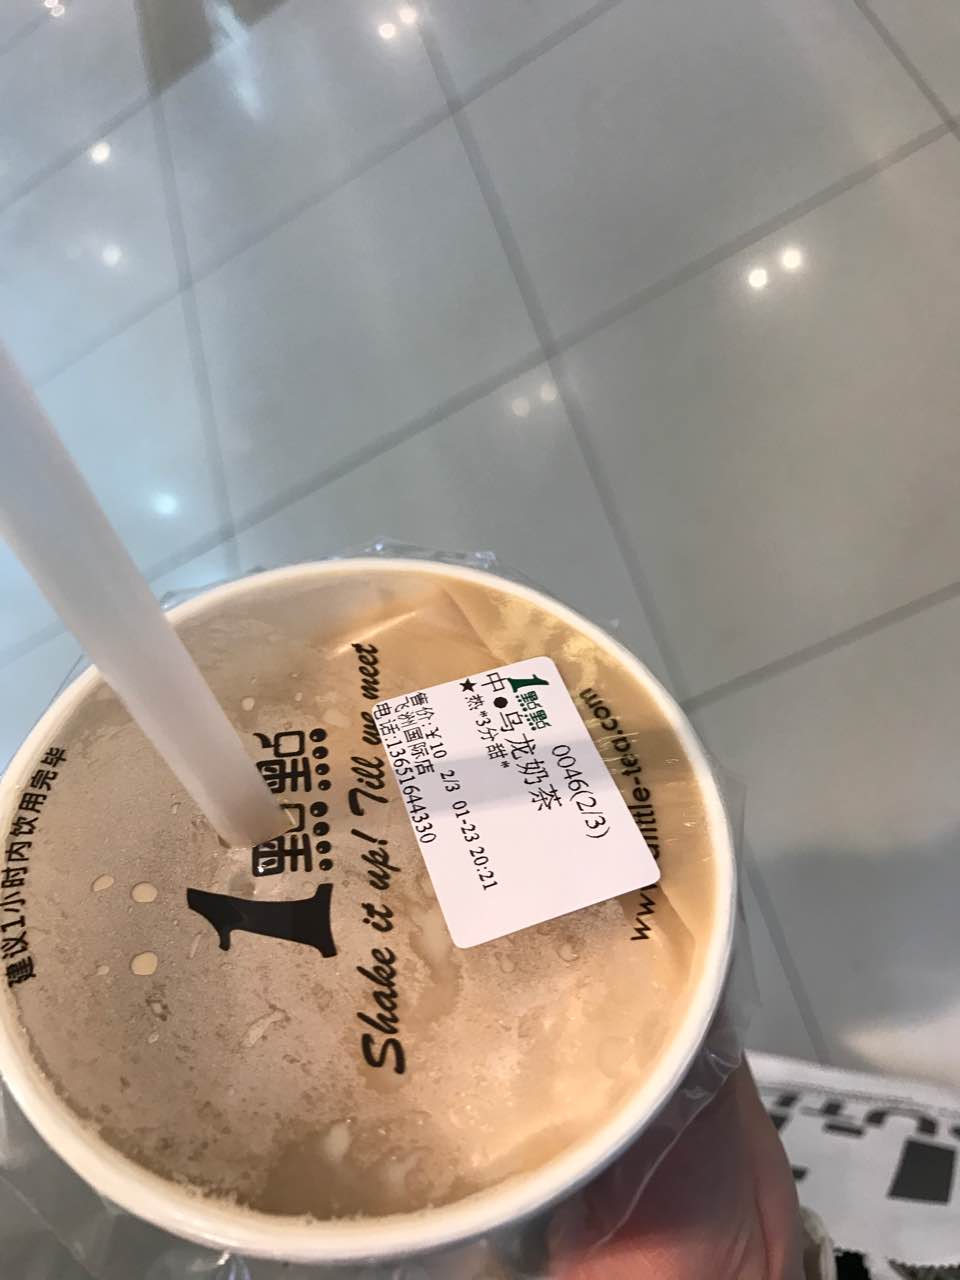 建议1小时内饮用完毕
1點點
Shake it up! Till we meet
1點點 0046(2/3)
中●乌龙奶茶
★热*3分甜*
售价:¥10 2/3 01-23 20:21
飞洲国际店
电话:13651644330